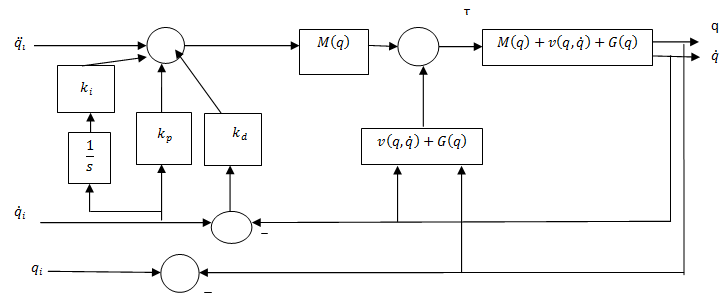 τ
q
q̈ᵢ
M(q)
M(q) + v(q, q̇) + G(q)
q̇
kᵢ
kₚ
k_d
v(q, q̇) + G(q)
1
s
q̇ᵢ
–
qᵢ
–